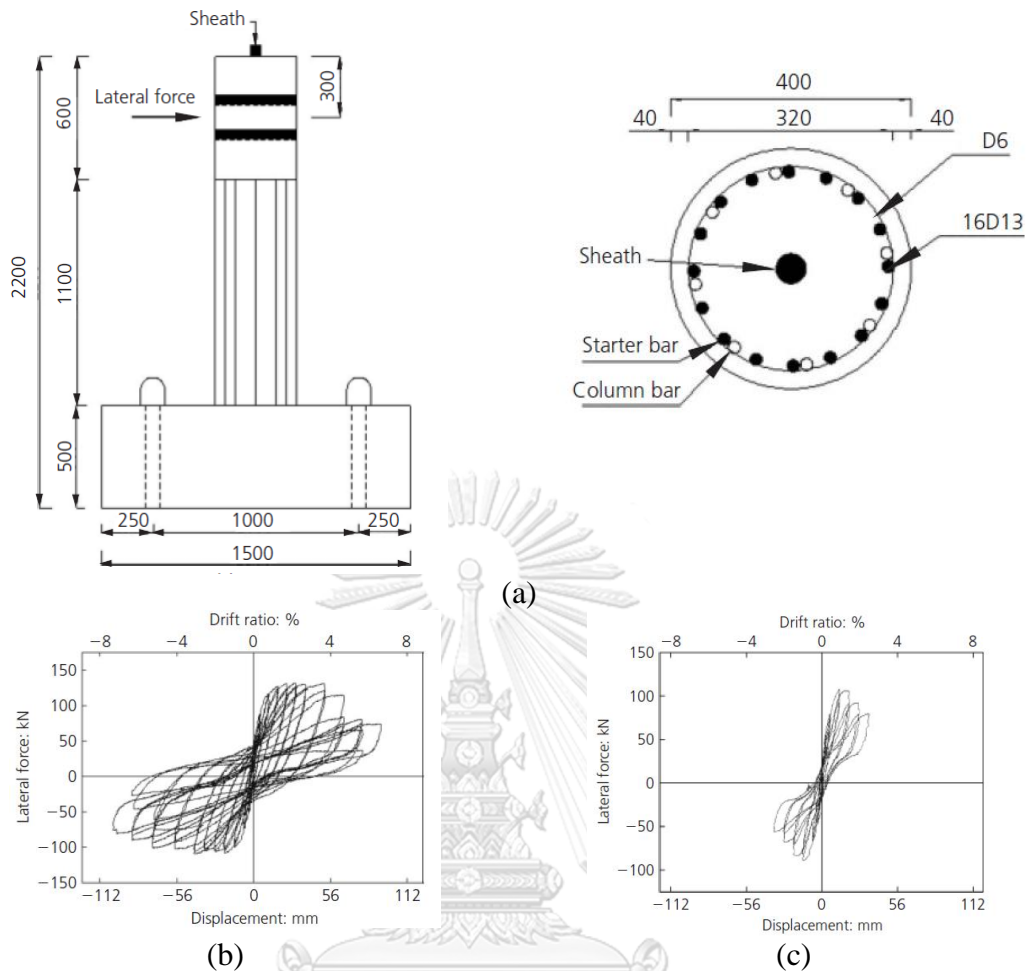 Sheath
Lateral force
300
600
1100
2200
500
250
1000
250
1500
400
40
320
40
D6
16D13
Sheath
Starter bar
Column bar
(a)
Drift ratio: %
−8 −4 0 4 8
150
100
50
0
−50
−100
−150
Lateral force: kN
−112 −56 0 56 112
Displacement: mm
(b)
Drift ratio: %
−8 −4 0 4 8
150
100
50
0
−50
−100
Lateral force: kN
−112 −56 0 56 112
Displacement: mm
(c)